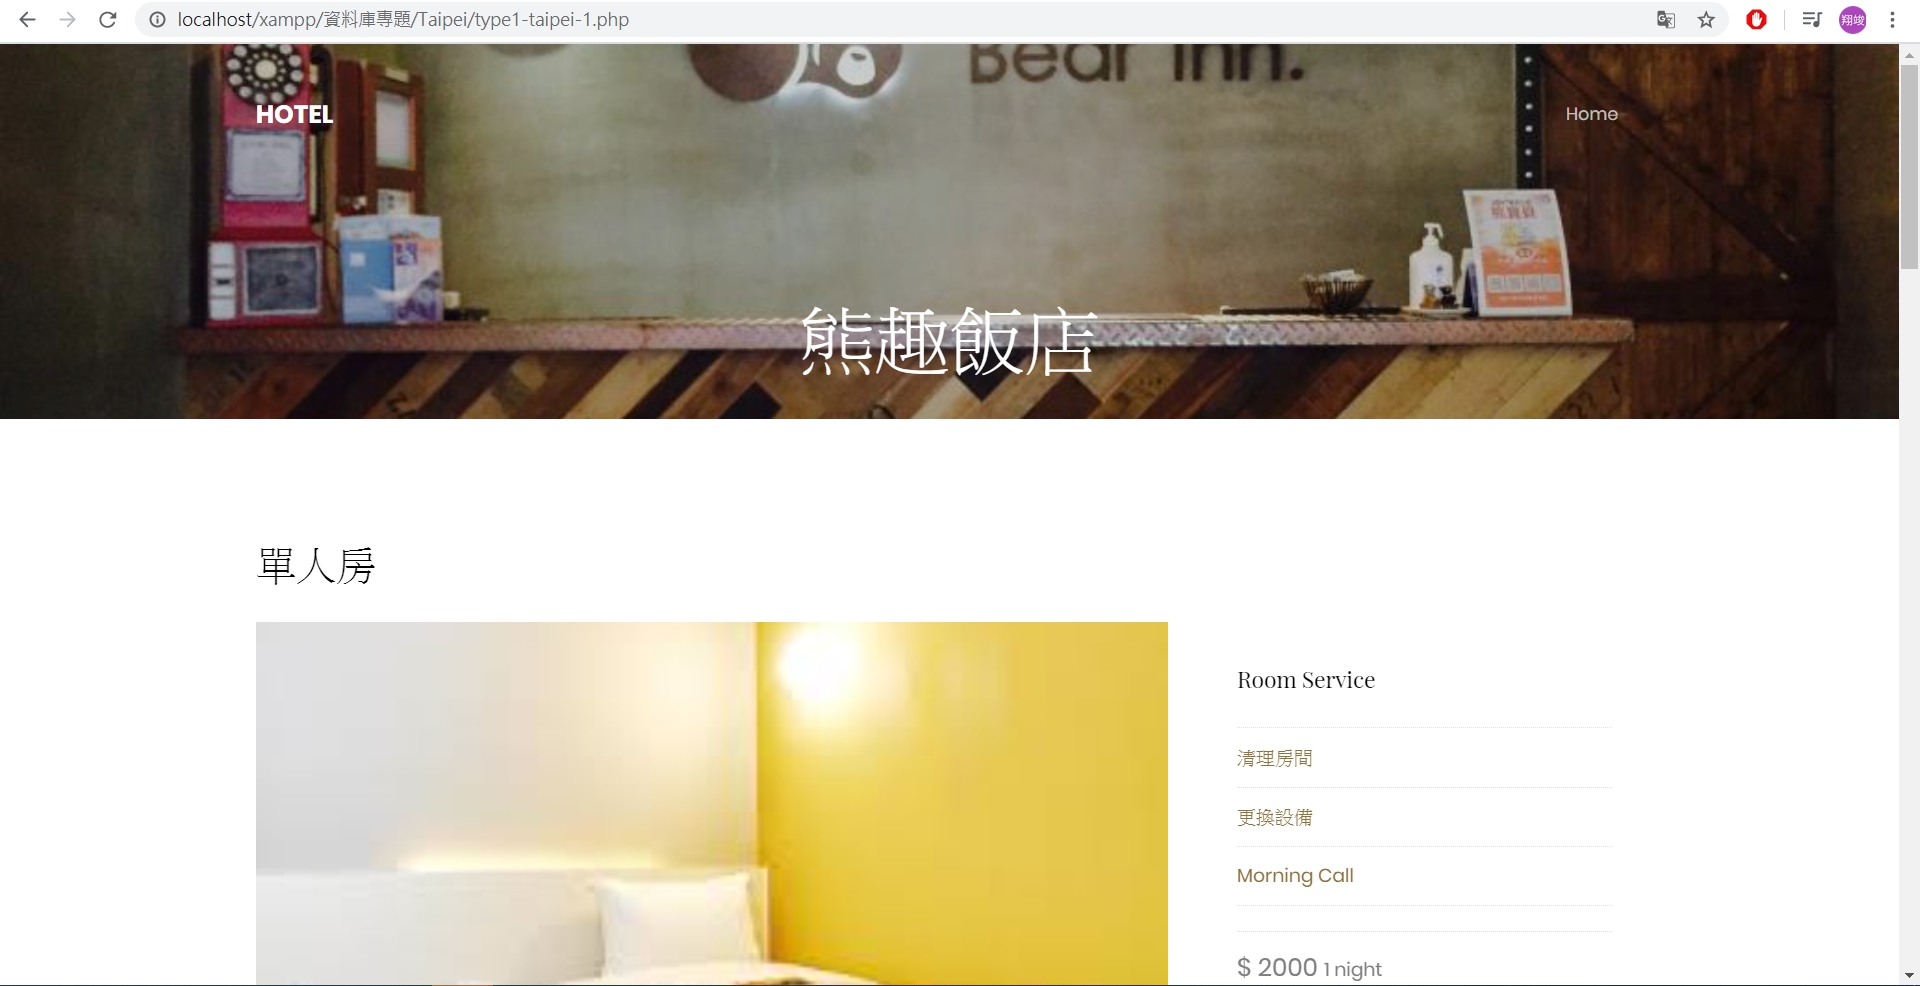 localhost/xampp/資料庫專題/Taipei/type1-taipei-1.php
翔竣
Bear Inn.
HOTEL
Home
熊趣飯店
單人房
Room Service
清理房間
更換設備
Morning Call
$ 2000 1 night